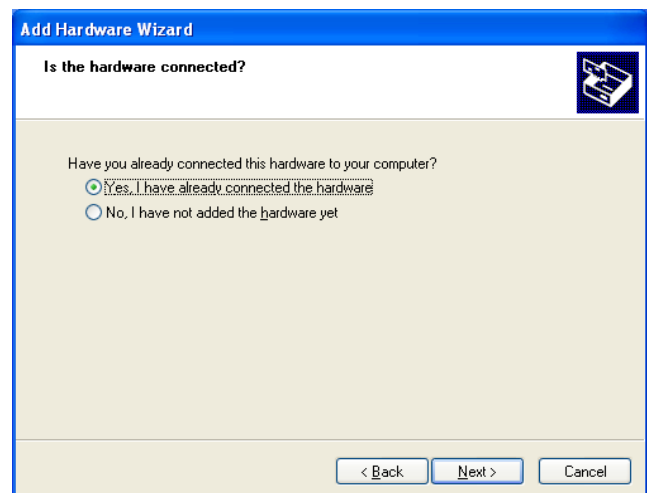 Add Hardware Wizard
Is the hardware connected?
Have you already connected this hardware to your computer?
Yes, I have already connected the hardware
No, I have not added the hardware yet
< Back Next > Cancel